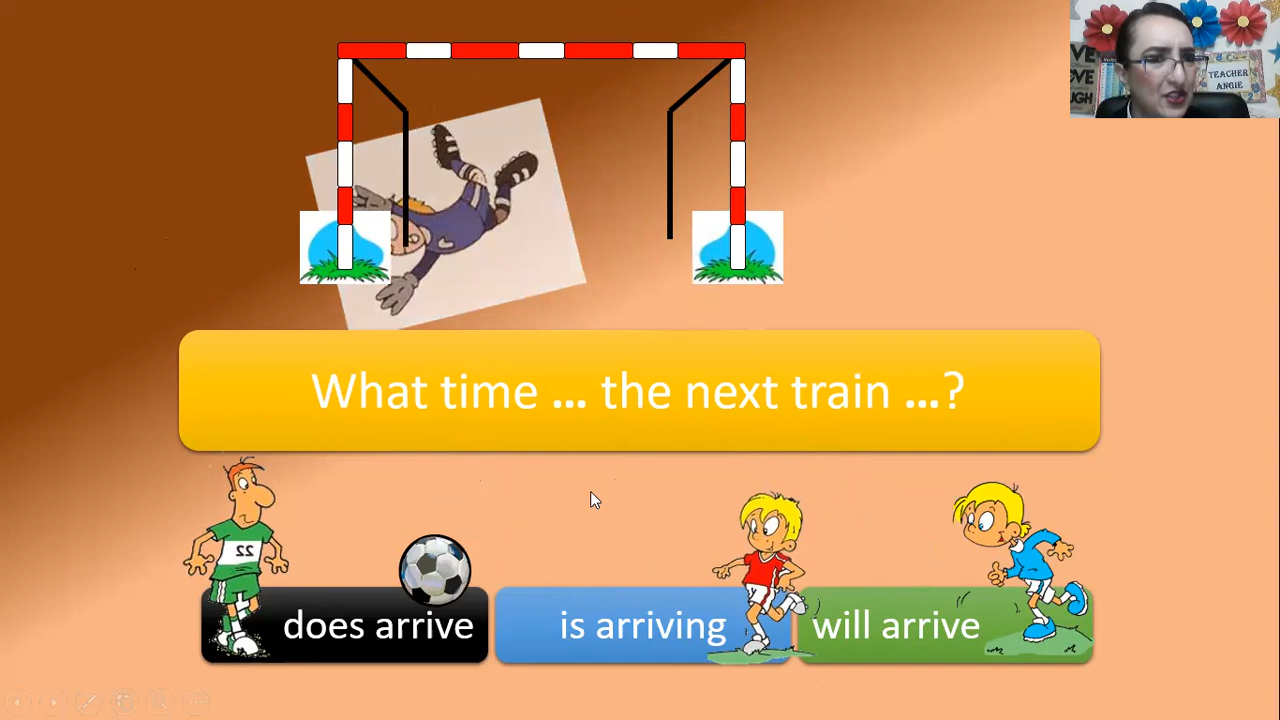 TEACHER
ANGIE
What time ... the next train ...?
22
does arrive
is arriving
will arrive